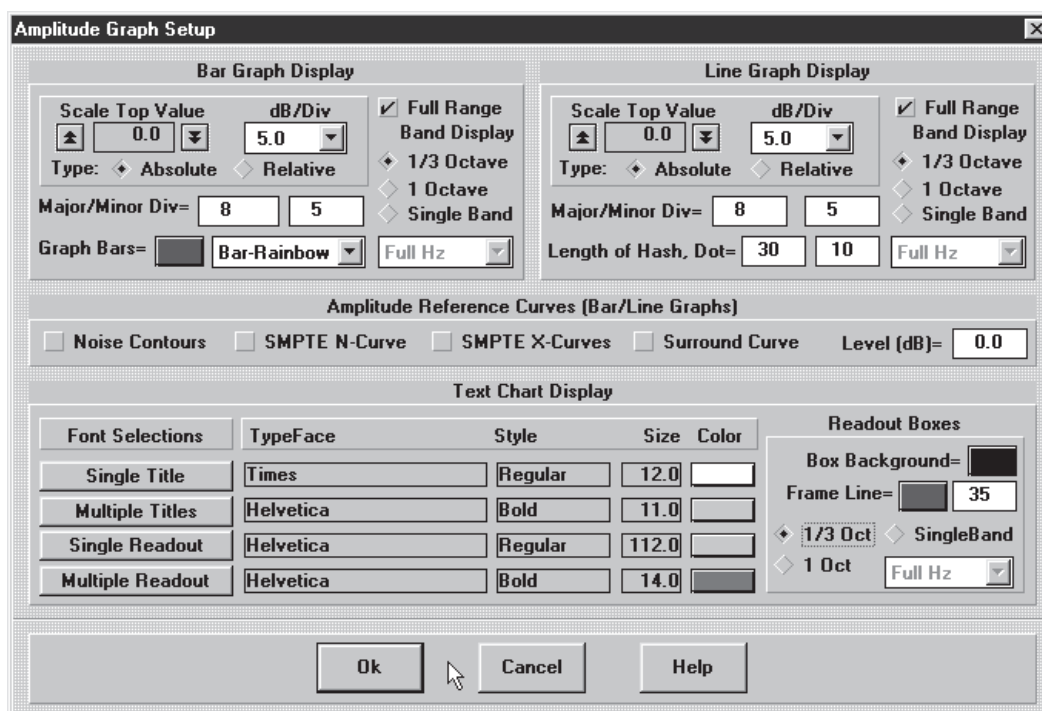 Amplitude Graph Setup
Bar Graph Display
Scale Top Value dB/Div
0.0 5.0
Type: Absolute Relative
Major/Minor Div= 8 5
Graph Bars= Bar-Rainbow
Full Range
Band Display
1/3 Octave
1 Octave
Single Band
Full Hz
Line Graph Display
Scale Top Value dB/Div
0.0 5.0
Type: Absolute Relative
Major/Minor Div= 8 5
Length of Hash, Dot= 30 10
Full Range
Band Display
1/3 Octave
1 Octave
Single Band
Full Hz
Amplitude Reference Curves (Bar/Line Graphs)
Noise Contours SMPTE N-Curve SMPTE X-Curves Surround Curve Level (dB)= 0.0
Text Chart Display
Font Selections TypeFace Style Size Color
Single Title Times Regular 12.0
Multiple Titles Helvetica Bold 11.0
Single Readout Helvetica Regular 112.0
Multiple Readout Helvetica Bold 14.0
Readout Boxes
Box Background=
Frame Line= 35
1/3 Oct SingleBand
1 Oct Full Hz
Ok Cancel Help